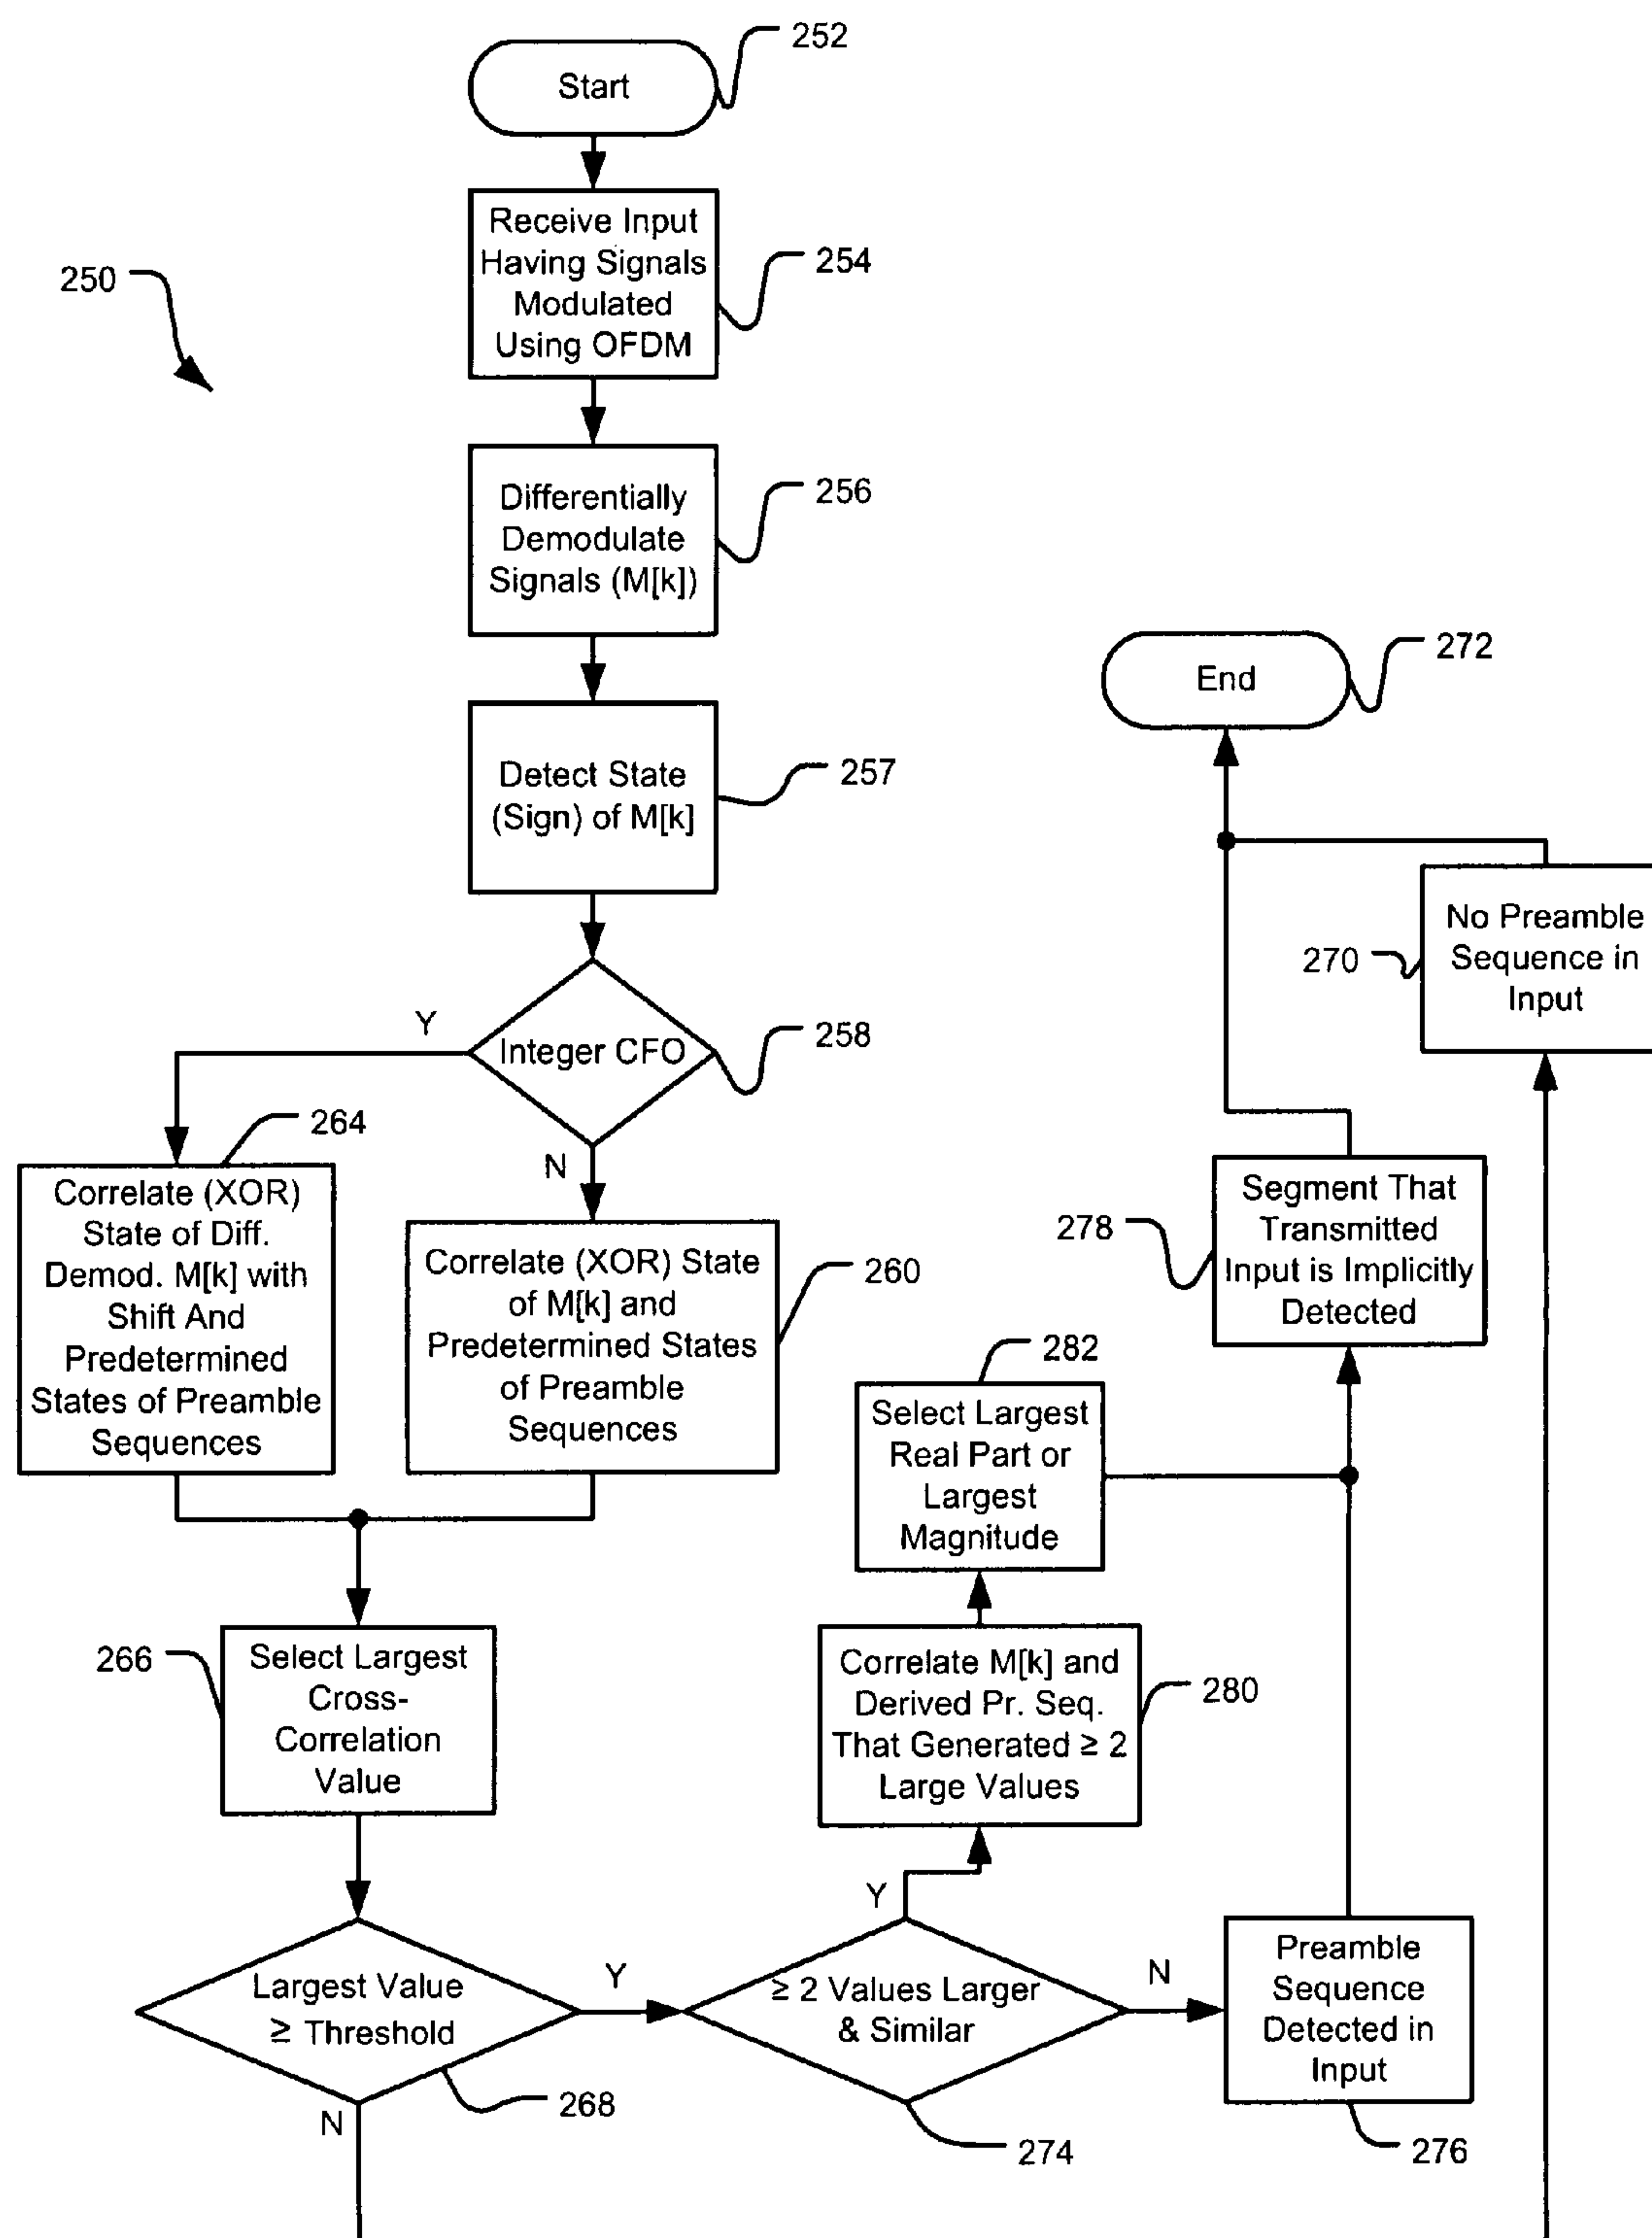 252
Start
Receive Input
Having Signals
Modulated
Using OFDM
254
250
Differentially
Demodulate
Signals (M[k])
256
272
End
Detect State
(Sign) of M[k]
257
No Preamble
Sequence in
Input
270
Y
Integer CFO
258
N
264
Correlate (XOR)
State of Diff.
Demod. M[k] with
Shift And
Predetermined
States of Preamble
Sequences
Correlate (XOR) State
of M[k] and
Predetermined States
of Preamble
Sequences
260
Segment That
Transmitted
Input is Implicitly
Detected
278
282
Select Largest
Real Part or
Largest
Magnitude
266
Select Largest
Cross-
Correlation
Value
Correlate M[k] and
Derived Pr. Seq.
That Generated ≥ 2
Large Values
280
Largest Value
≥ Threshold
Y
268
N
Y
≥ 2 Values Larger
& Similar
N
274
Preamble
Sequence
Detected in
Input
276